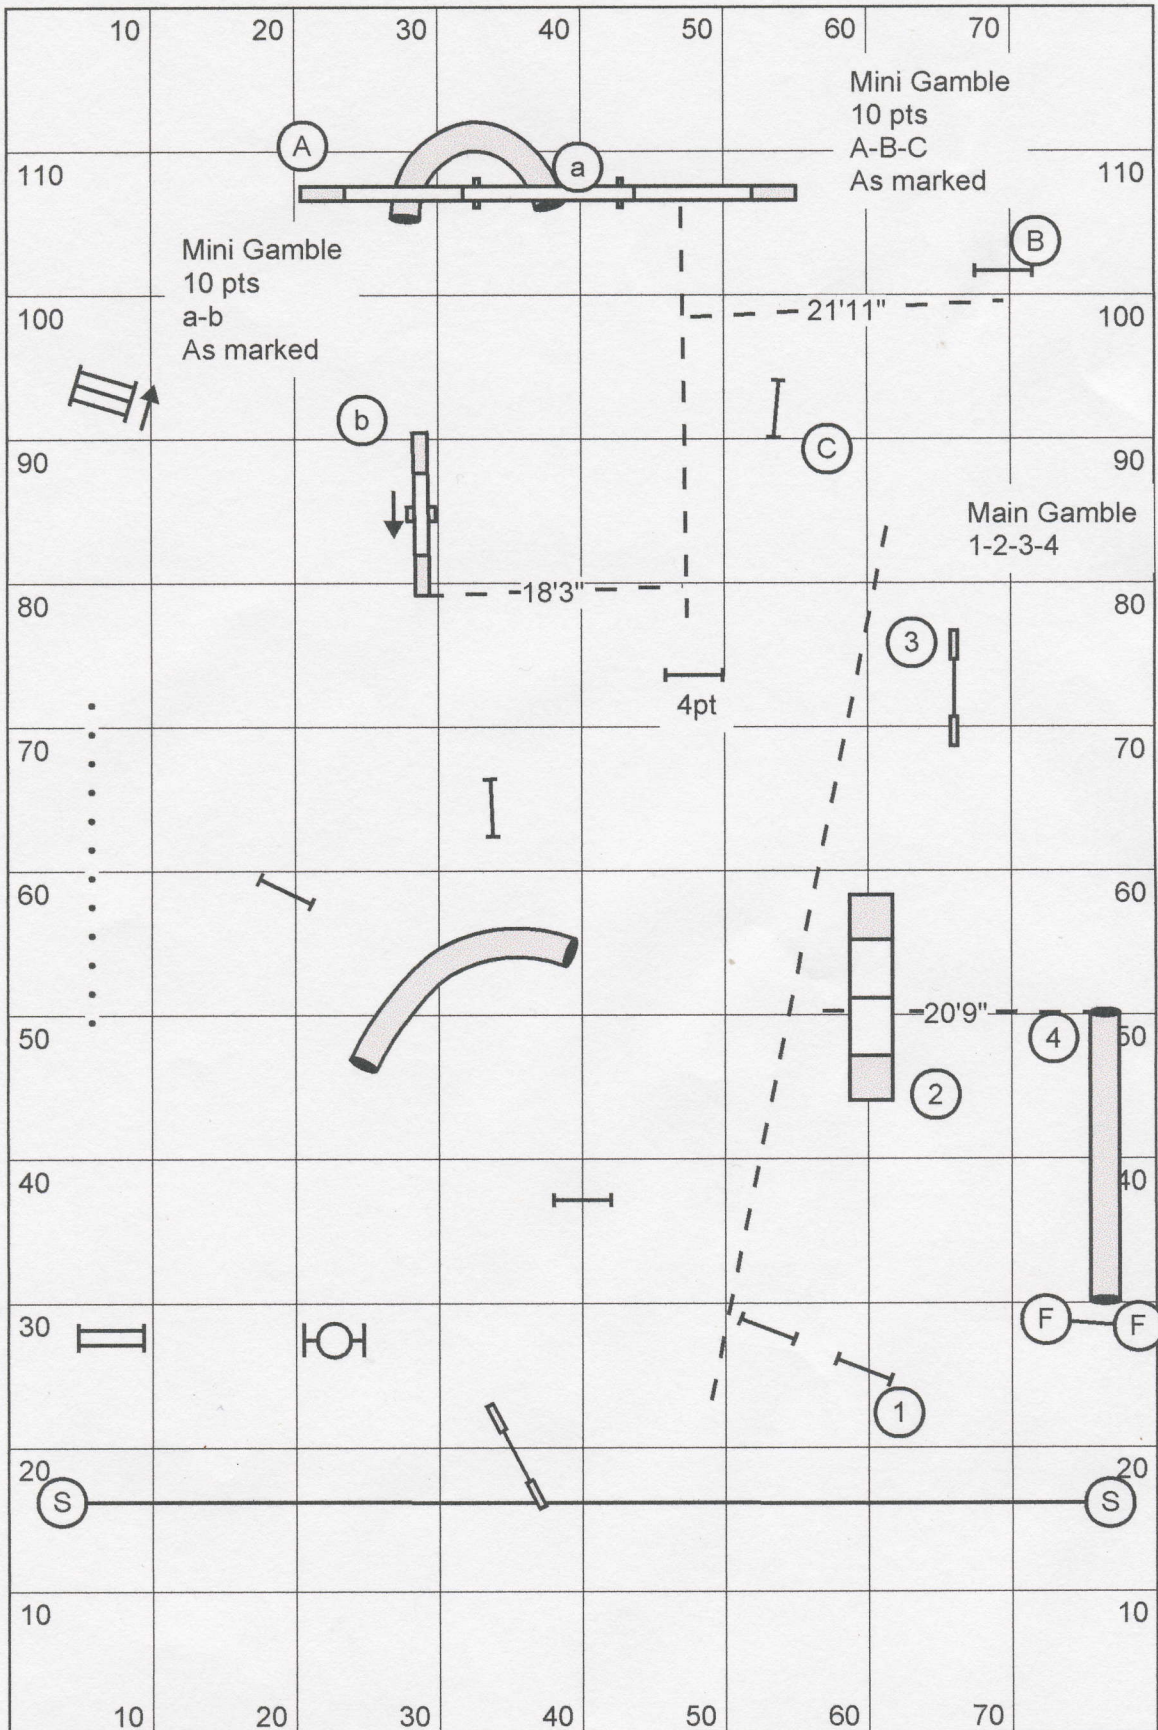 10 20 30 40 50 60 70
Mini Gamble
10 pts
A-B-C
As marked
A
a
110 110
B
Mini Gamble
10 pts
a-b
As marked
21'11"
100 100
b
C
90 90
Main Gamble
1-2-3-4
18'3"
80 80
3
4pt
70 70
60 60
20'9"
50 4 50
2
40 40
30 F F
1
20 20
S S
10 10
10 20 30 40 50 60 70